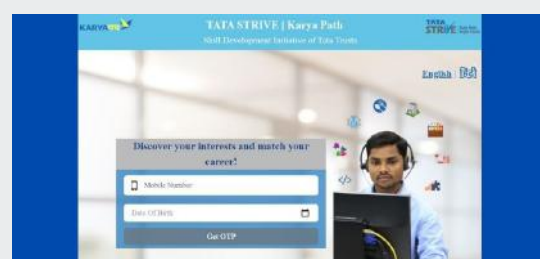 KARYA
TATA STRIVE | Karya Path
Skill Development Initiative of Tata Trusts
TATA
STRIVE
English हिंदी
Discover your interests and match your
career!
Mobile Number
Date Of Birth
Get OTP